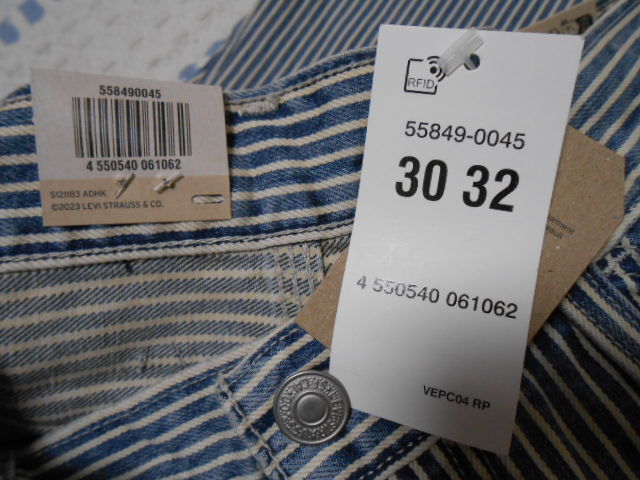 558490045
4 550540 061062
S121183 ADHK
©2023 LEVI STRAUSS & CO.
RFID
55849-0045
30 32
4 550540 061062
VEPC04 RP